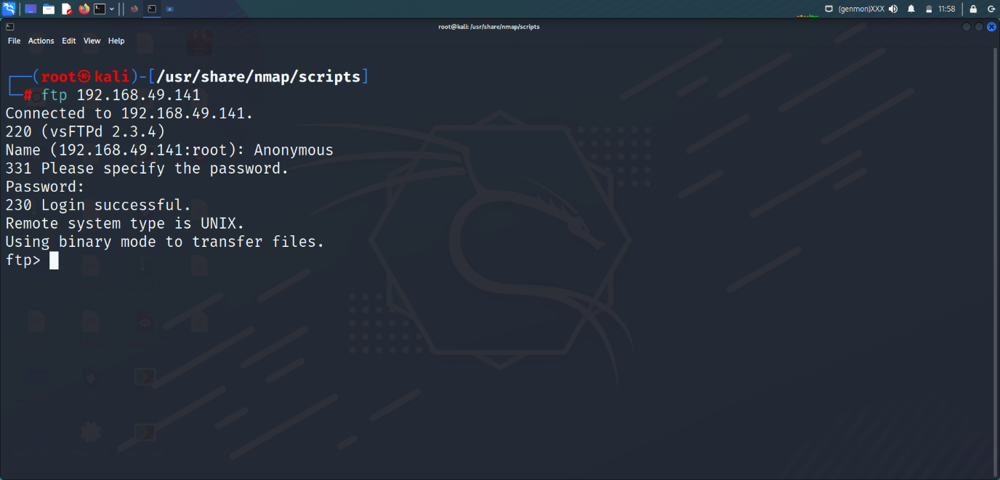 (genmon)XXX 11:58
root@kali: /usr/share/nmap/scripts
File Actions Edit View Help
(root㉿kali)-[/usr/share/nmap/scripts]
# ftp 192.168.49.141
Connected to 192.168.49.141.
220 (vsFTPd 2.3.4)
Name (192.168.49.141:root): Anonymous
331 Please specify the password.
Password:
230 Login successful.
Remote system type is UNIX.
Using binary mode to transfer files.
ftp>